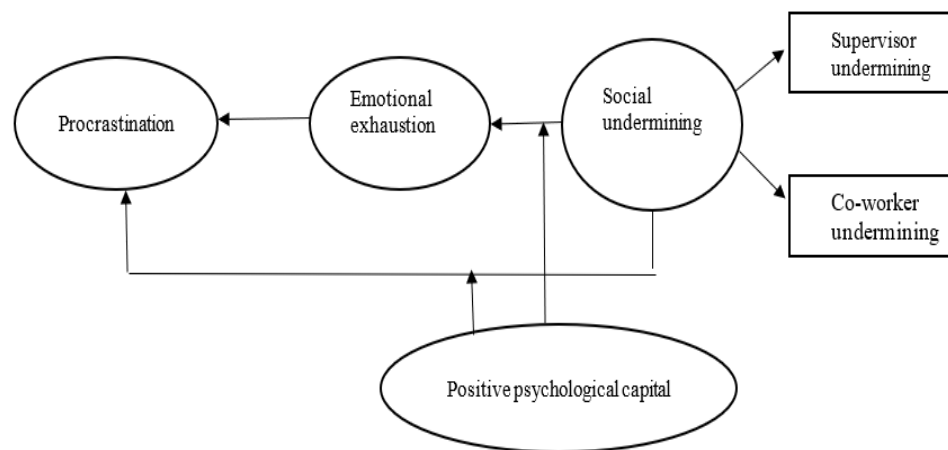 Procrastination
Emotional
exhaustion
Social
undermining
Supervisor
undermining
Co-worker
undermining
Positive psychological capital